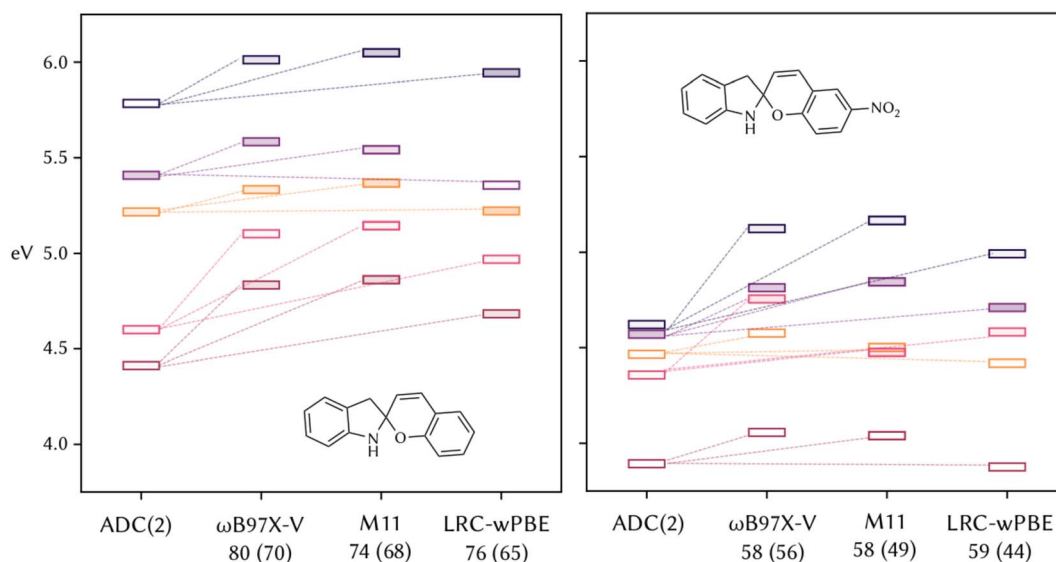 6.0
5.5
eV 5.0
4.5
4.0
N
H
O
ADC(2) ωB97X-V M11 LRC-wPBE
80 (70) 74 (68) 76 (65)
NO2
N
H
O
ADC(2) ωB97X-V M11 LRC-wPBE
58 (56) 58 (49) 59 (44)